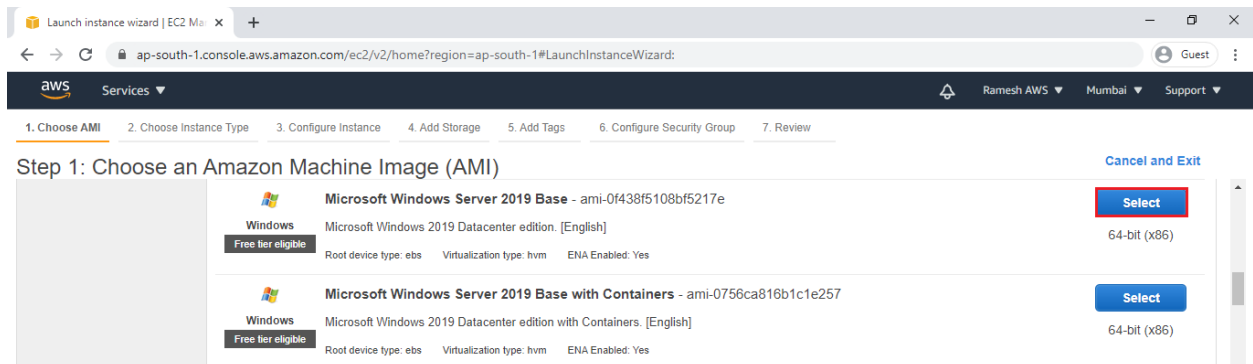 Launch instance wizard | EC2 Ma
ap-south-1.console.aws.amazon.com/ec2/v2/home?region=ap-south-1#LaunchInstanceWizard:
Guest
aws Services Ramesh AWS Mumbai Support
1. Choose AMI 2. Choose Instance Type 3. Configure Instance 4. Add Storage 5. Add Tags 6. Configure Security Group 7. Review
Step 1: Choose an Amazon Machine Image (AMI)
Cancel and Exit
Microsoft Windows Server 2019 Base - ami-0f438f5108bf5217e
Select
Windows
Microsoft Windows 2019 Datacenter edition. [English]
64-bit (x86)
Free tier eligible
Root device type: ebs Virtualization type: hvm ENA Enabled: Yes
Microsoft Windows Server 2019 Base with Containers - ami-0756ca816b1c1e257
Select
Windows
Microsoft Windows 2019 Datacenter edition with Containers. [English]
64-bit (x86)
Free tier eligible
Root device type: ebs Virtualization type: hvm ENA Enabled: Yes